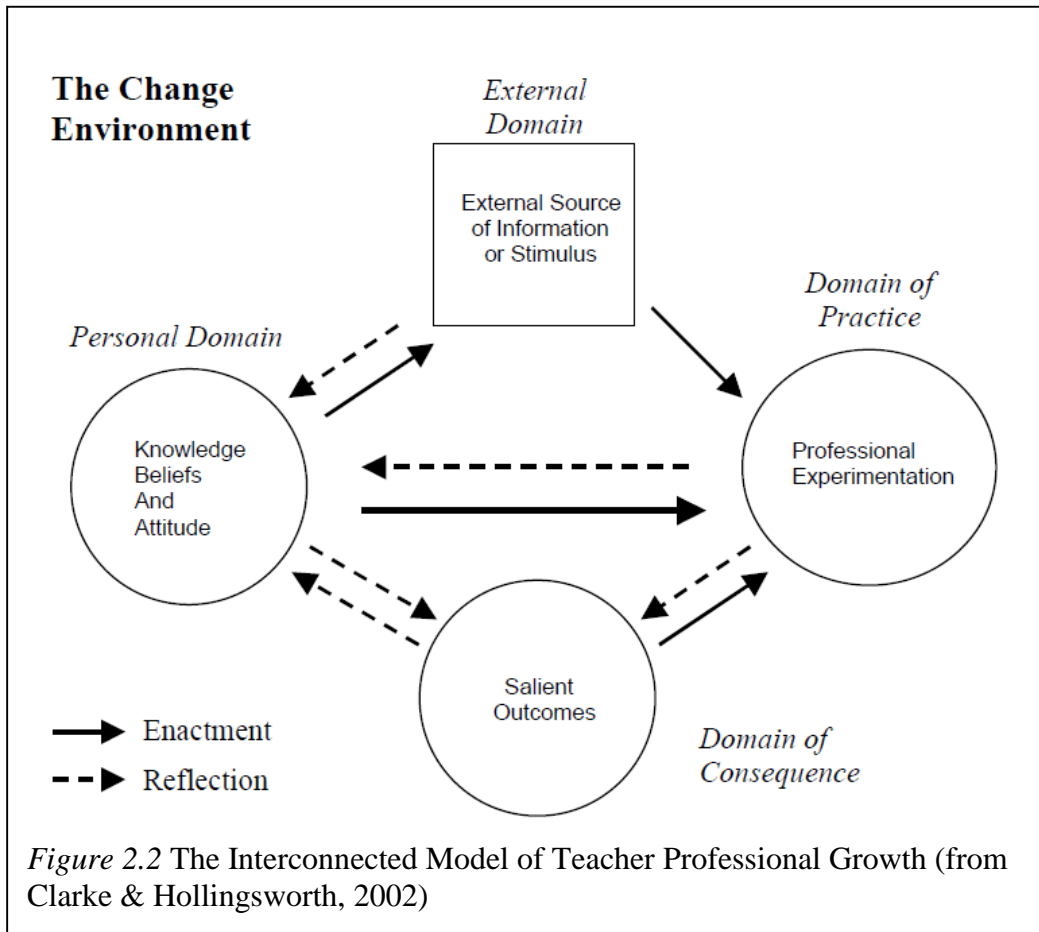 The Change
Environment
External
Domain
External Source
of Information
or Stimulus
Domain of
Practice
Personal Domain
Knowledge
Beliefs
And
Attitude
Professional
Experimentation
Salient
Outcomes
Enactment
Reflection
Domain of
Consequence
Figure 2.2 The Interconnected Model of Teacher Professional Growth (from
Clarke & Hollingsworth, 2002)